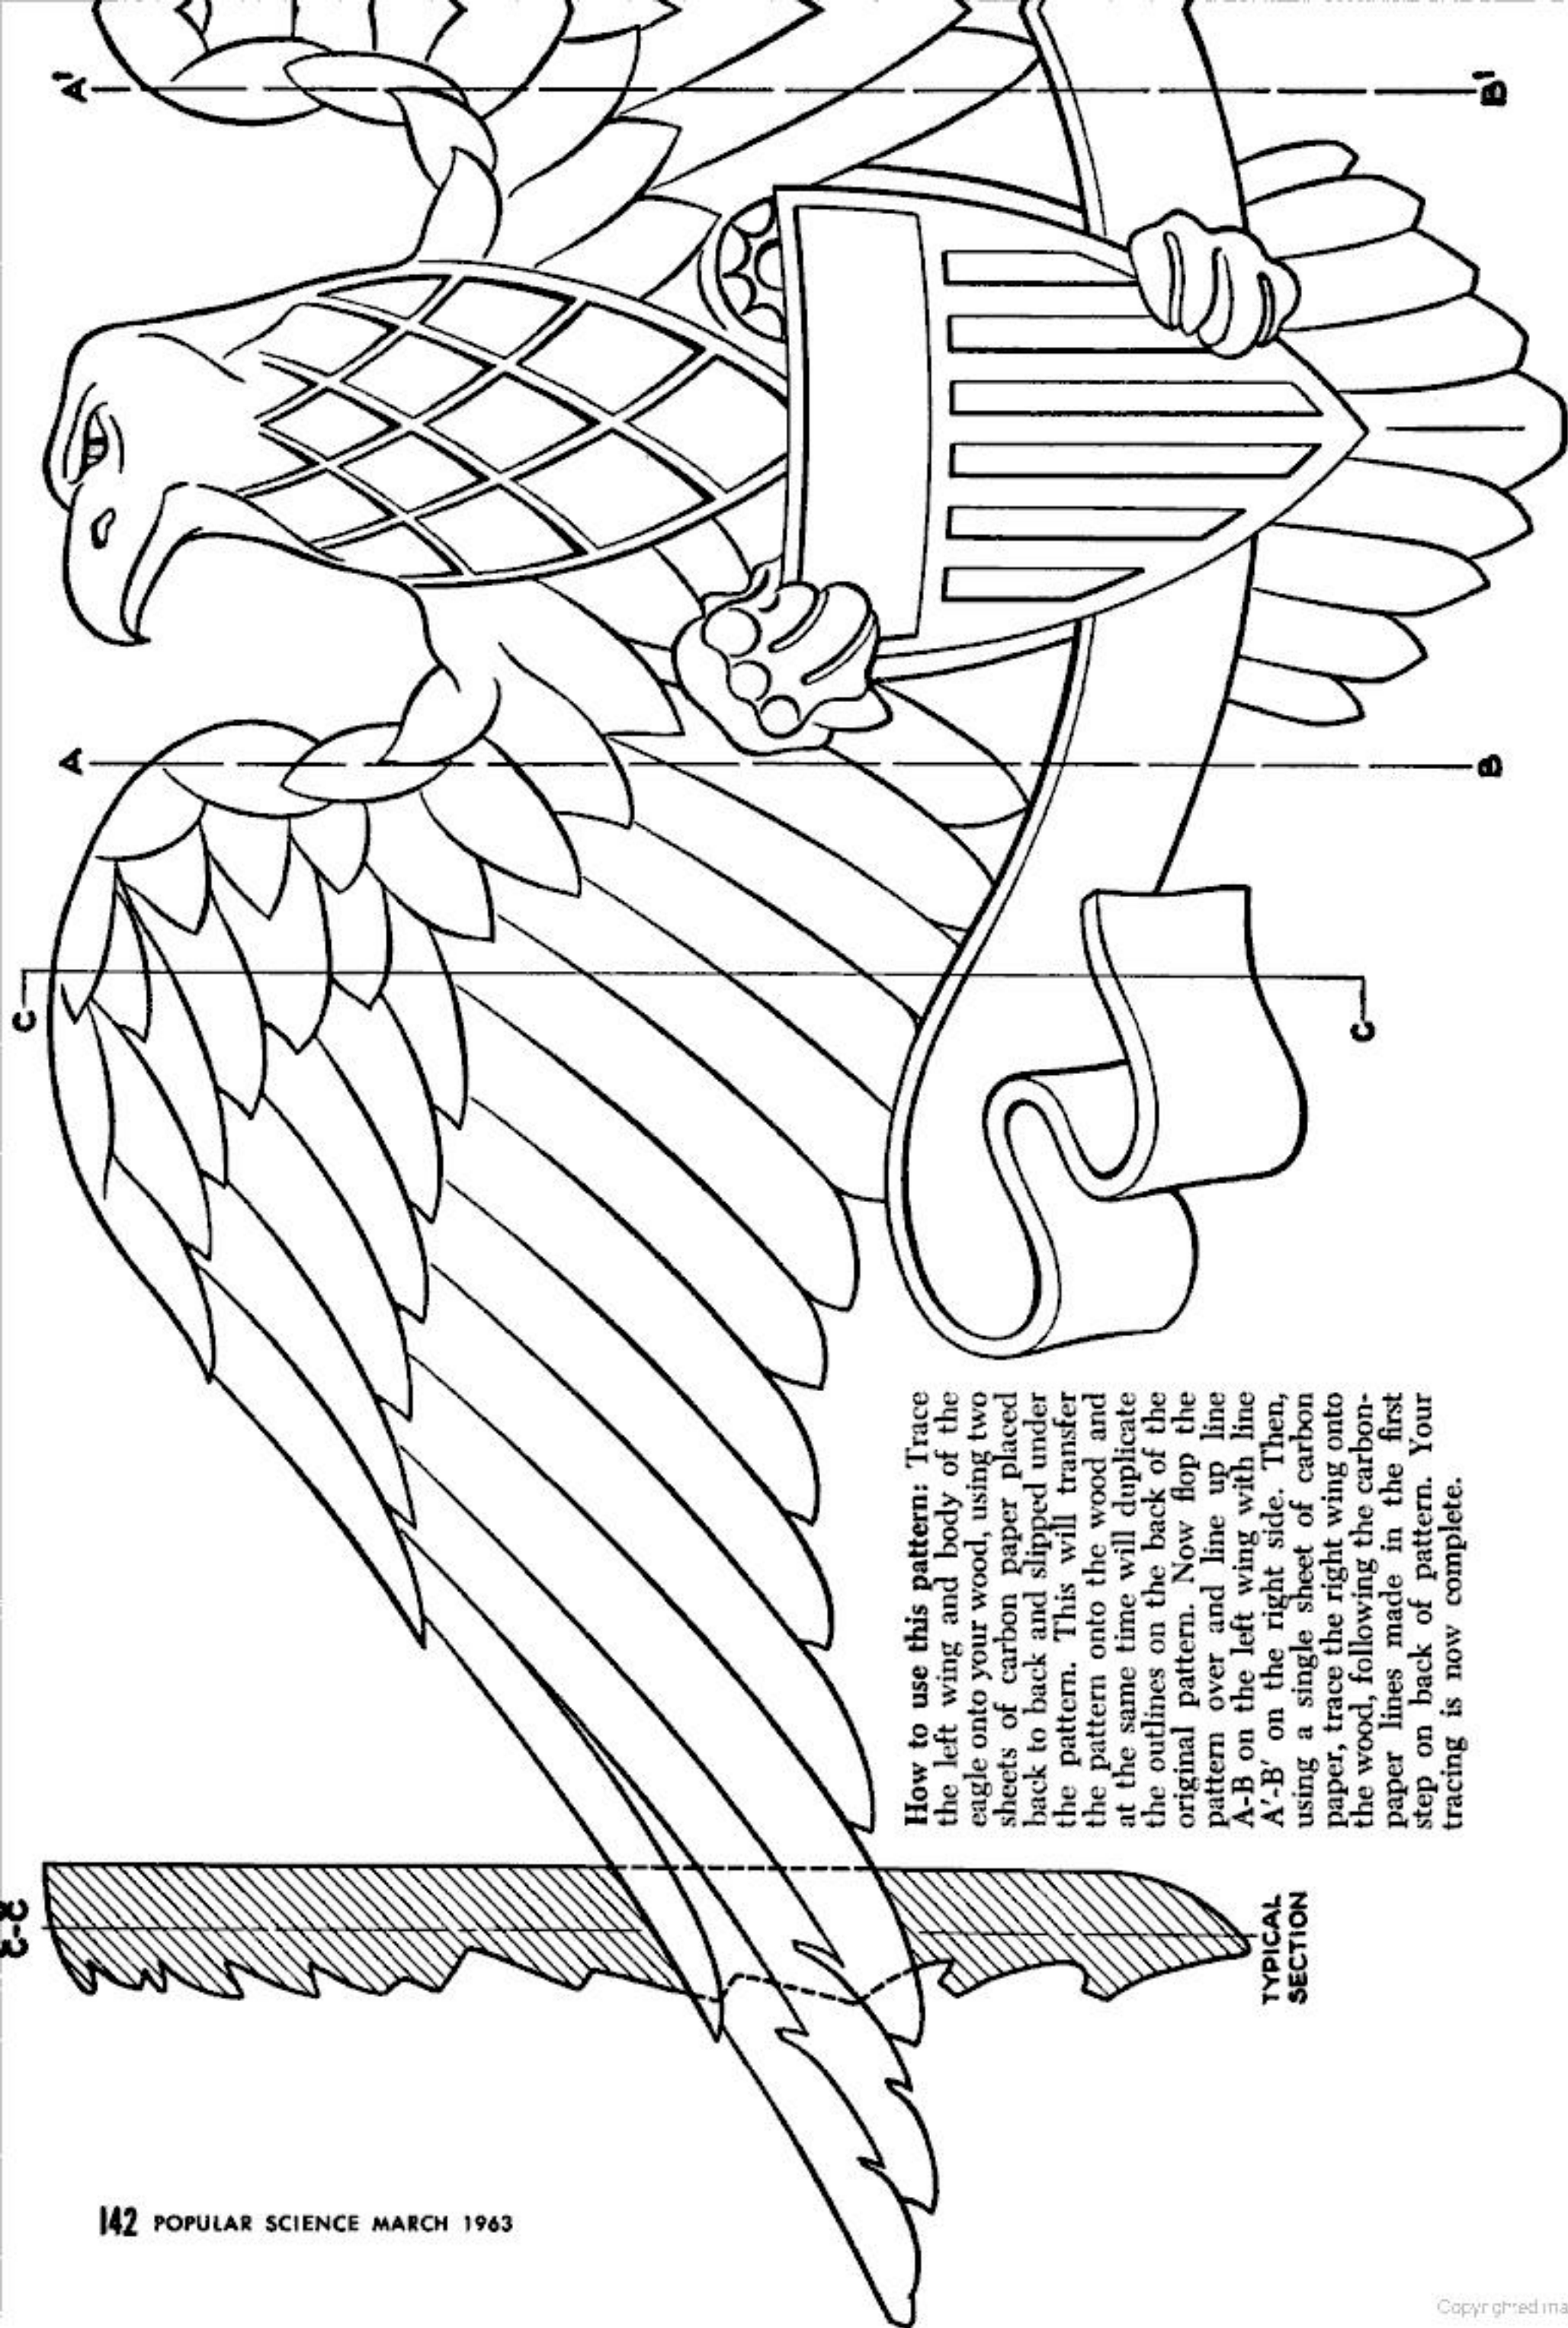 A'
B'
A
B
C
C
How to use this pattern: Trace
the left wing and body of the
eagle onto your wood, using two
sheets of carbon paper placed
back to back and slipped under
the pattern. This will transfer
the pattern onto the wood and
at the same time will duplicate
the outlines on the back of the
original pattern. Now flop the
pattern over and line up line
A-B on the left wing with line
A'-B' on the right side. Then,
using a single sheet of carbon
paper, trace the right wing onto
the wood, following the carbon-
paper lines made in the first
step on back of pattern. Your
tracing is now complete.
C-C
TYPICAL
SECTION
142 POPULAR SCIENCE MARCH 1963
Copyrighted ma